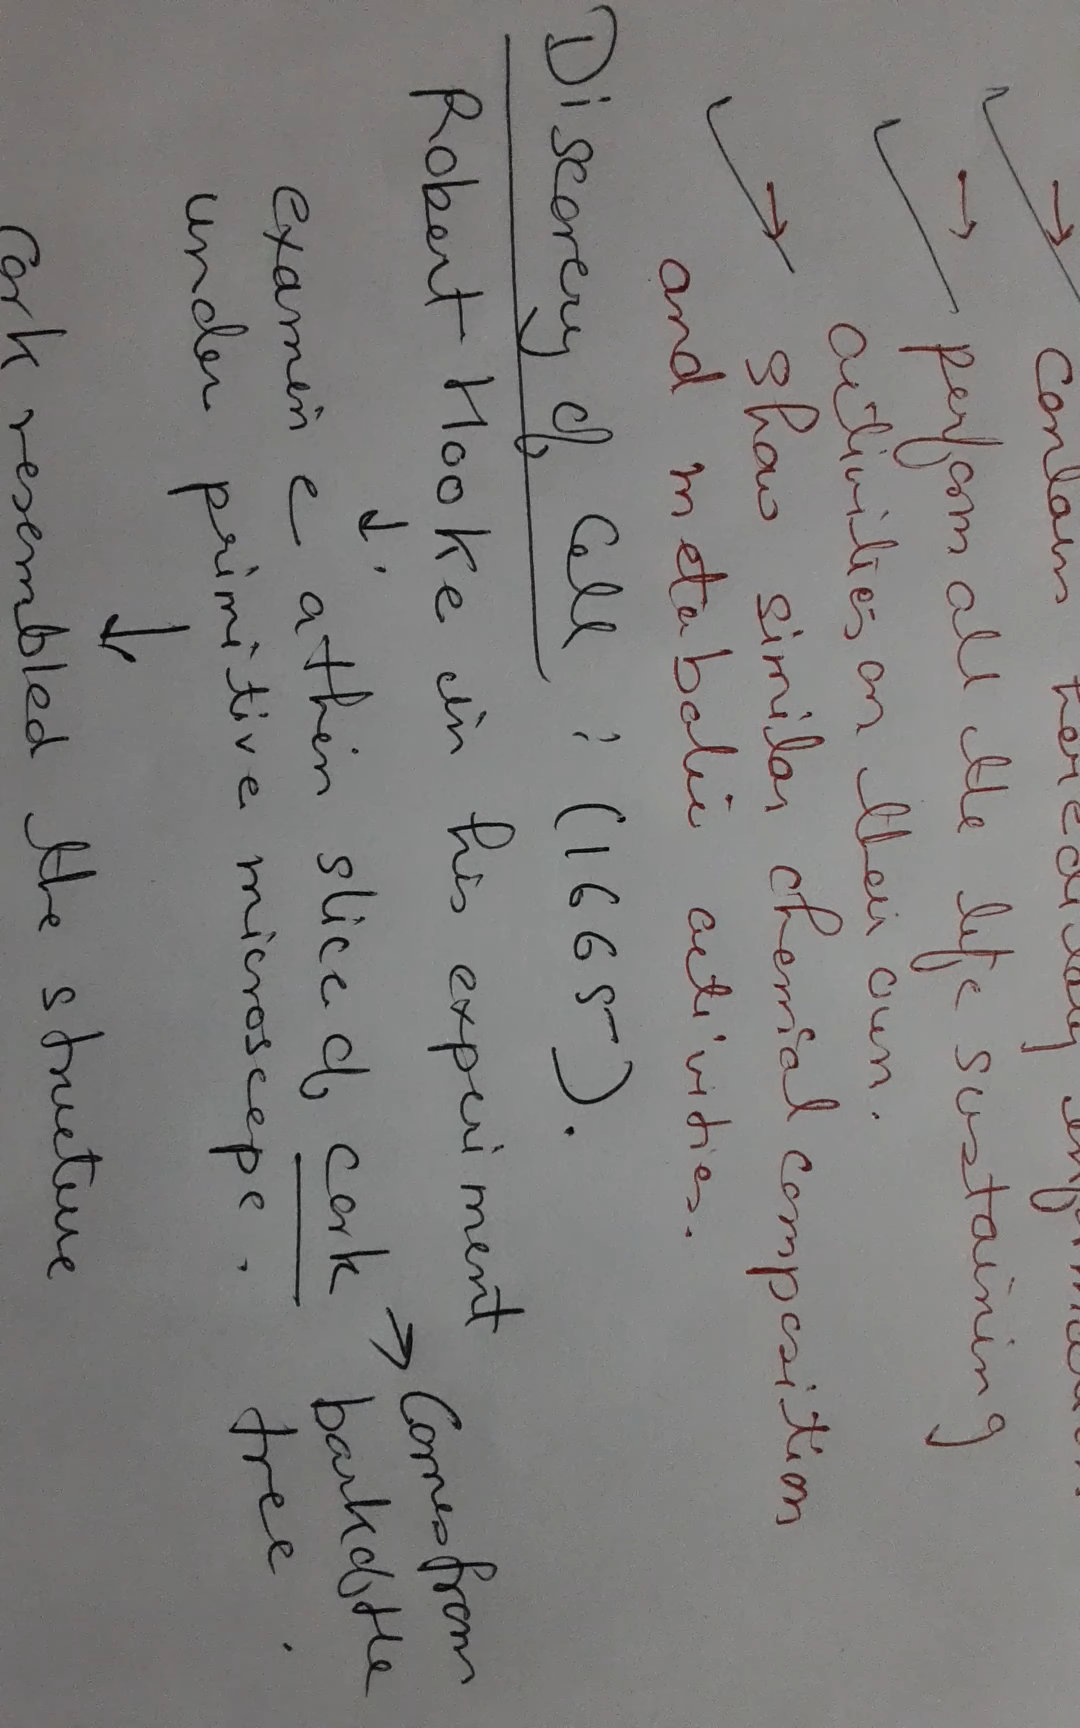 → Contain hereditary information
→ perform all the life sustaining
activities on their own.
→ show similar chemical composition
and metabolic activities.
Discovery of Cell : (1665).
Robert Hooke in his experiment
↓
examine a thin slice of cork → Comes from
bark of the
under primitive microscope. tree.
↓
Cork resembled the structure